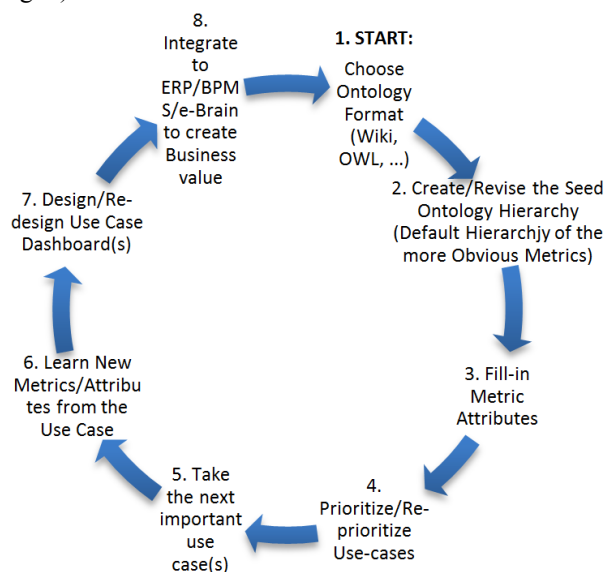 1. START:
Choose
Ontology
Format
(Wiki,
OWL, ...)
2. Create/Revise the Seed
Ontology Hierarchy
(Default Hierarchjy of the
more Obvious Metrics)
3. Fill-in
Metric
Attributes
4.
Prioritize/Re-
prioritize
Use-cases
5. Take
the next
important
use
case(s)
6. Learn New
Metrics/Attribu
tes from the
Use Case
7. Design/Re-
design Use Case
Dashboard(s)
8.
Integrate
to
ERP/BPM
S/e-Brain
to create
Business
value